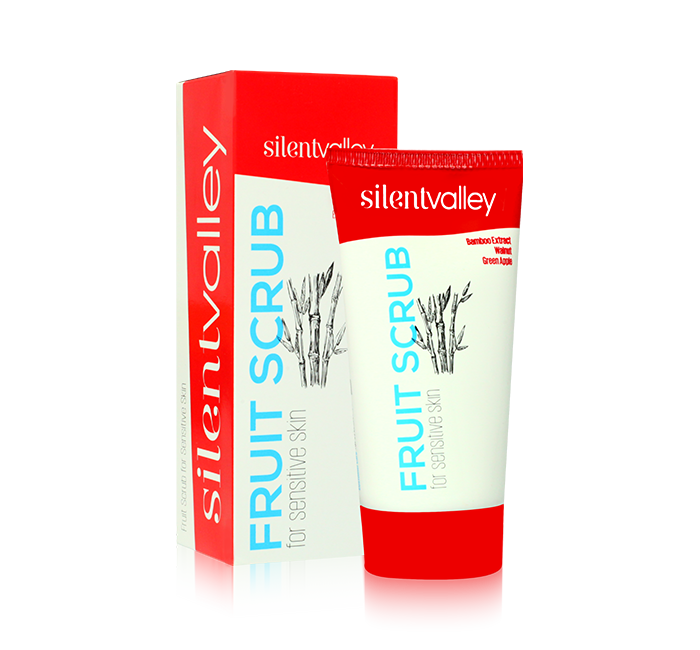 silentvalley
Fruit Scrub for Sensitive Skin
silentvalley
FRUIT SCRUB
for sensitive skin
silentvalley
Bamboo Extract
Walnut
Green Apple
FRUIT SCRUB
for sensitive skin